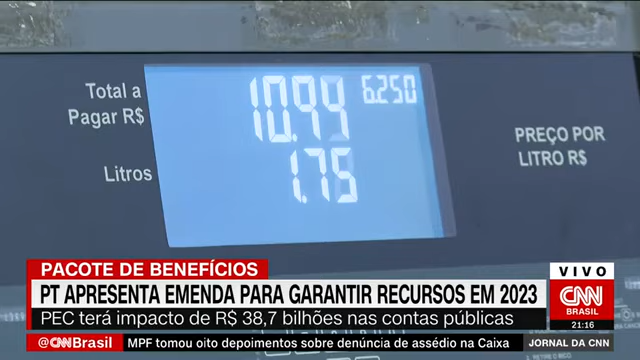 Total a
Pagar R$
10.99
6.250
Litros
1.75
PREÇO POR
LITRO R$
PACOTE DE BENEFÍCIOS
PT APRESENTA EMENDA PARA GARANTIR RECURSOS EM 2023
PEC terá impacto de R$ 38,7 bilhões nas contas públicas
VIVO
CNN
BRASIL
21:16
@CNNBrasil
MPF tomou oito depoimentos sobre denúncia de assédio na Caixa
JORNAL DA CNN